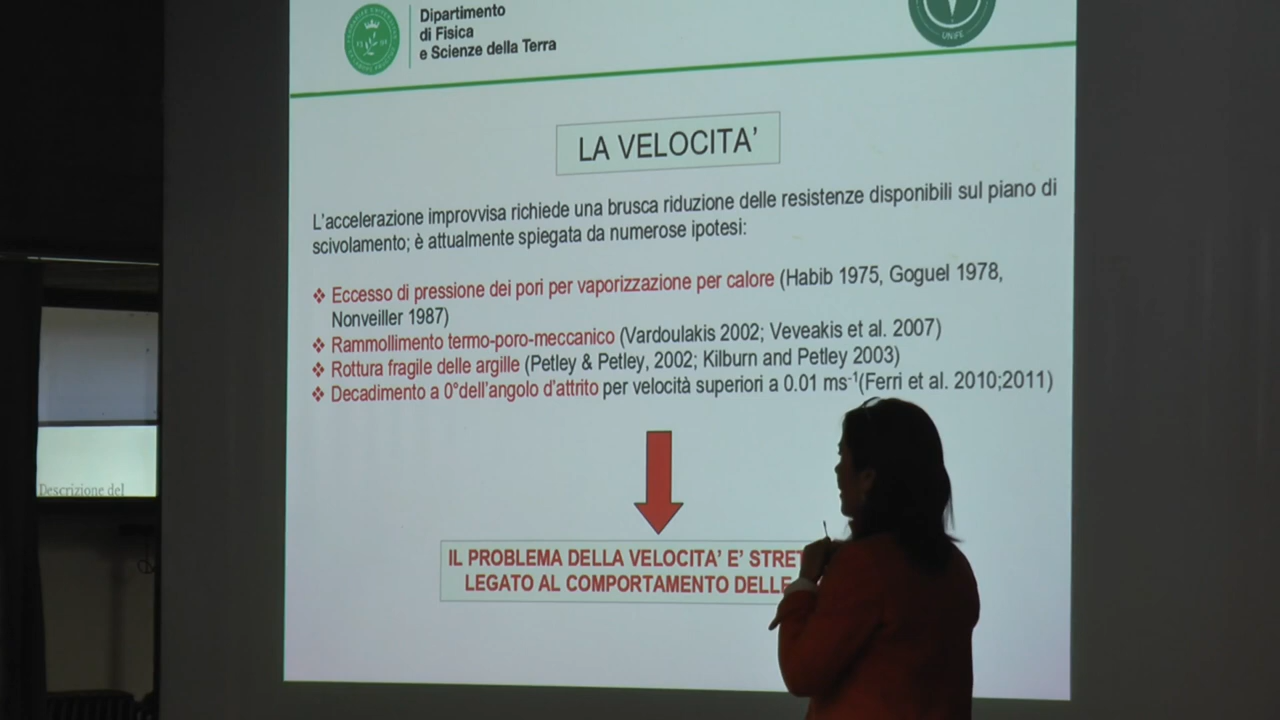 Dipartimento
di Fisica
e Scienze della Terra
UNIFE
LA VELOCITA'
L'accelerazione improvvisa richiede una brusca riduzione delle resistenze disponibili sul piano di
scivolamento; è attualmente spiegata da numerose ipotesi:
❖ Eccesso di pressione dei pori per vaporizzazione per calore (Habib 1975, Goguel 1978,
Nonveiller 1987)
❖ Rammollimento termo-poro-meccanico (Vardoulakis 2002; Veveakis et al. 2007)
❖ Rottura fragile delle argille (Petley & Petley, 2002; Kilburn and Petley 2003)
❖ Decadimento a 0°dell'angolo d'attrito per velocità superiori a 0.01 ms⁻¹(Ferri et al. 2010;2011)
IL PROBLEMA DELLA VELOCITA' E' STRET
LEGATO AL COMPORTAMENTO DELLE
Descrizione del